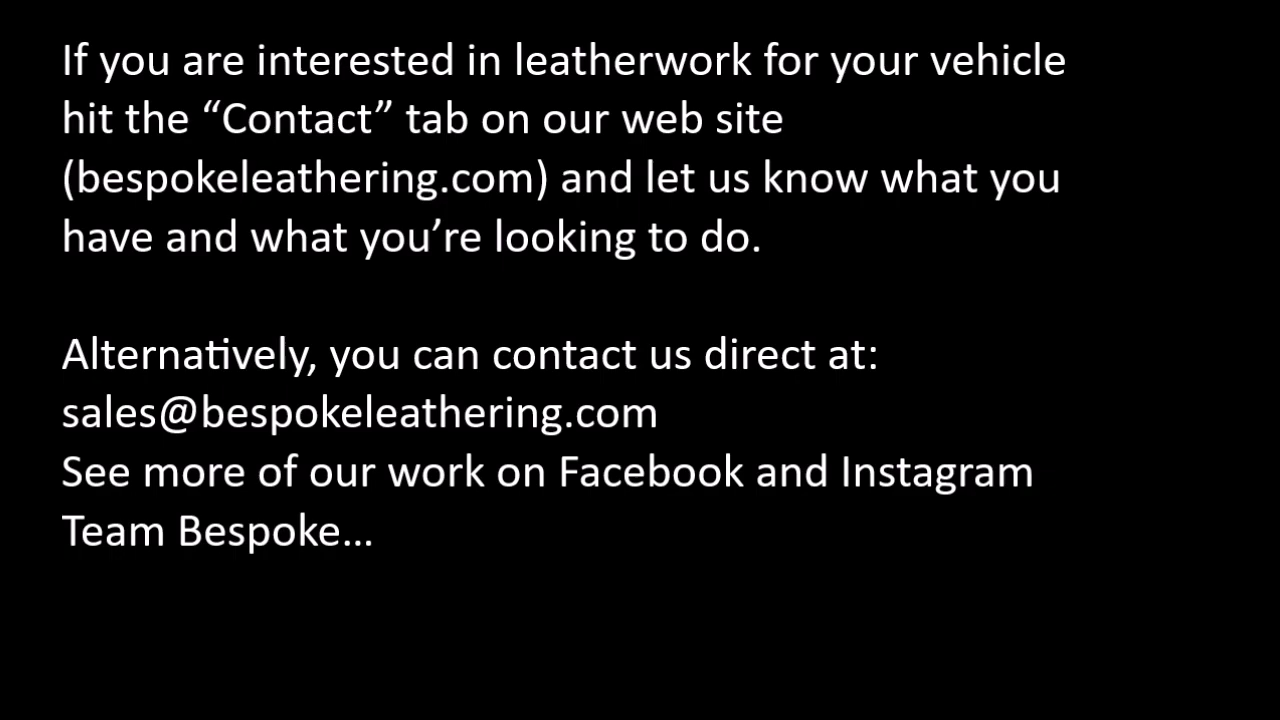 If you are interested in leatherwork for your vehicle
hit the “Contact” tab on our web site
(bespokeleathering.com) and let us know what you
have and what you’re looking to do.
Alternatively, you can contact us direct at:
sales@bespokeleathering.com
See more of our work on Facebook and Instagram
Team Bespoke…